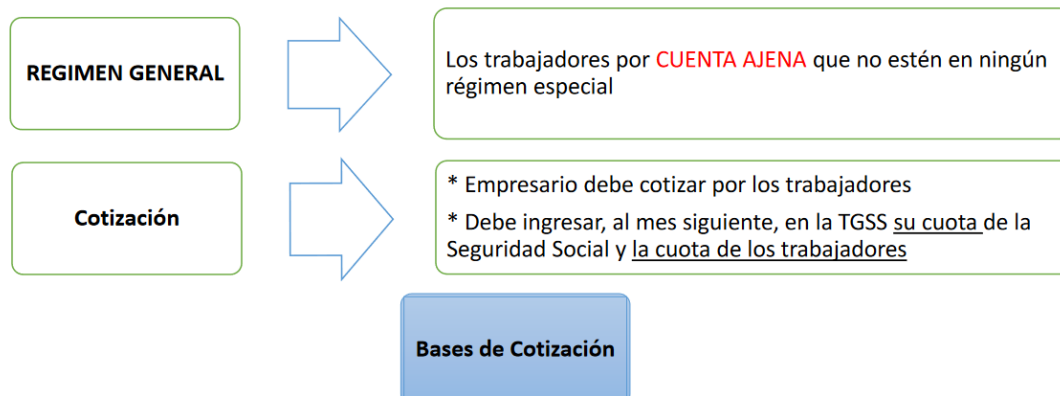 REGIMEN GENERAL
Los trabajadores por CUENTA AJENA que no estén en ningún
régimen especial
Cotización
* Empresario debe cotizar por los trabajadores
* Debe ingresar, al mes siguiente, en la TGSS su cuota de la
Seguridad Social y la cuota de los trabajadores
Bases de Cotización